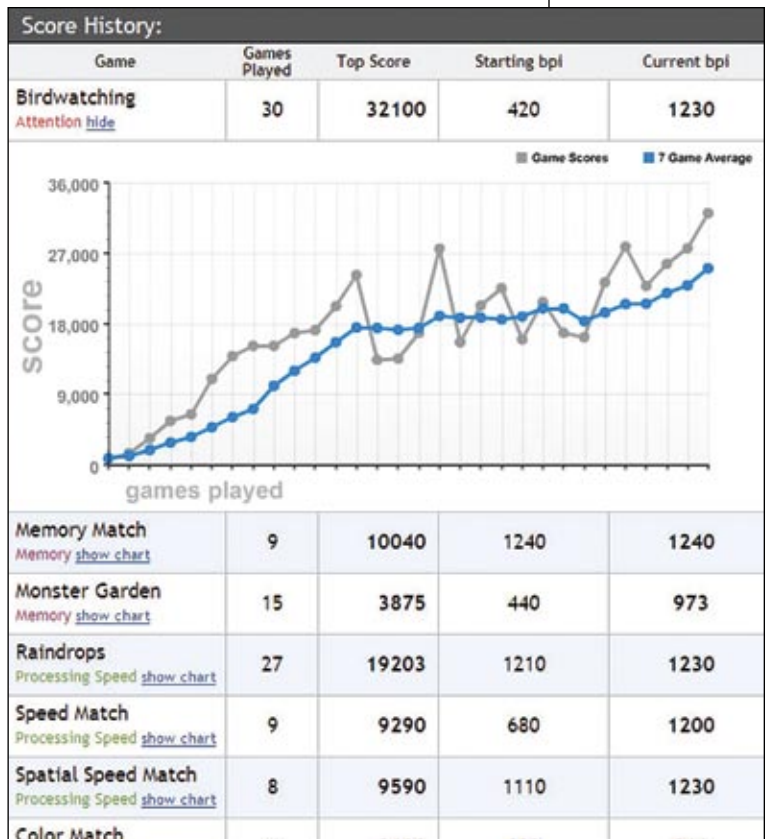 Score History:
Game Games Played Top Score Starting bpi Current bpi
Birdwatching
Attention hide
30 32100 420 1230
Game Scores 7 Game Average
36,000
27,000
18,000
9,000
0
score
games played
Memory Match
Memory show chart
9 10040 1240 1240
Monster Garden
Memory show chart
15 3875 440 973
Raindrops
Processing Speed show chart
27 19203 1210 1230
Speed Match
Processing Speed show chart
9 9290 680 1200
Spatial Speed Match
Processing Speed show chart
8 9590 1110 1230
Color Match